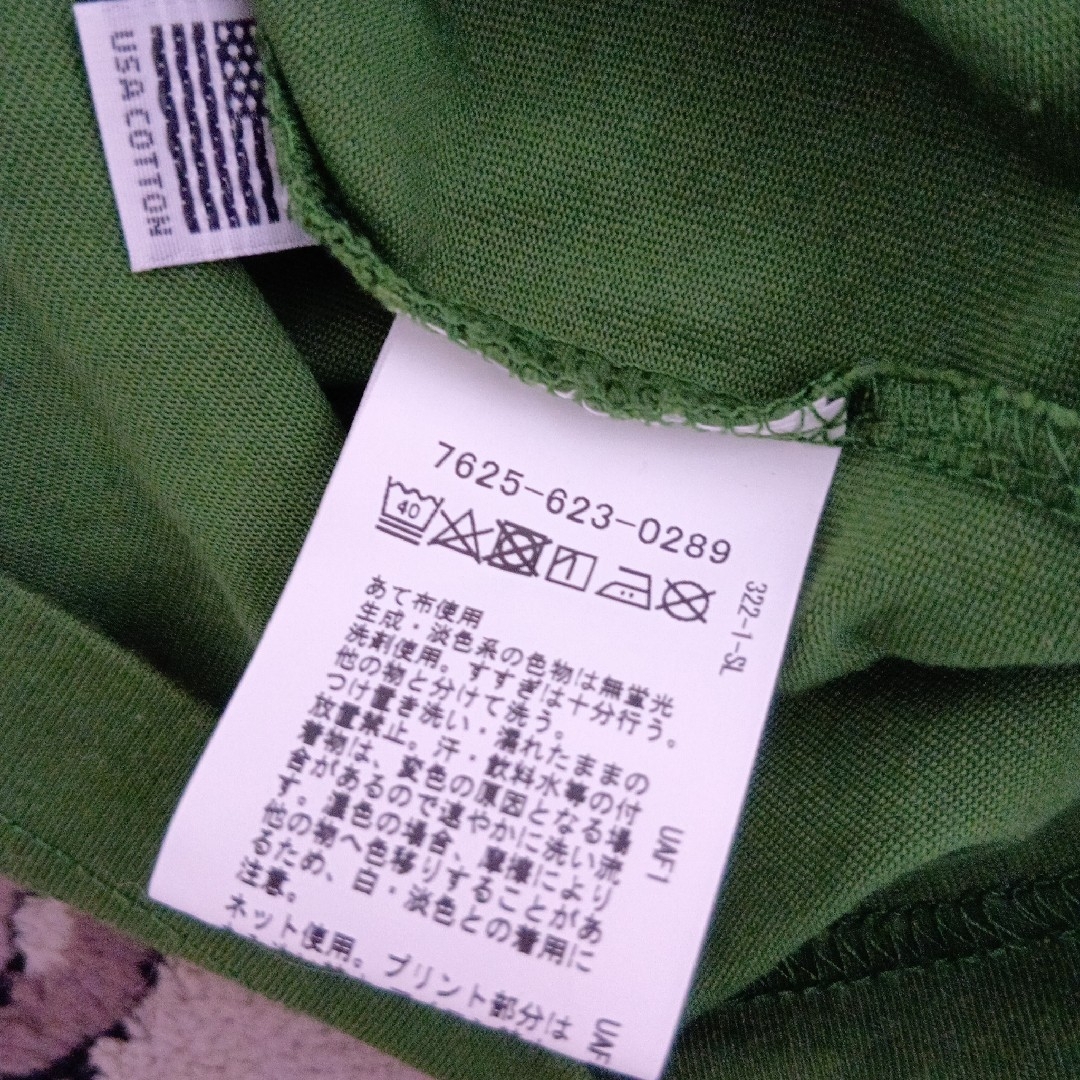 USA COTTON
7625-623-0289
40
322-1-SL
あて布使用
生成・淡色系の色物は無蛍光
洗剤使用。すすぎは十分行う。
他の物と分けて洗う。
つけ置き洗い・濡れたままの
放置禁止。汗・飲料水等の付
着物は、変色の原因となる場
合があるので速やかに洗い流
す。濃色の場合、摩擦により
他の物へ色移りすることがあ
るため、白・淡色との着用に
注意。
ネット使用。プリント部分は
UAF1
UAF